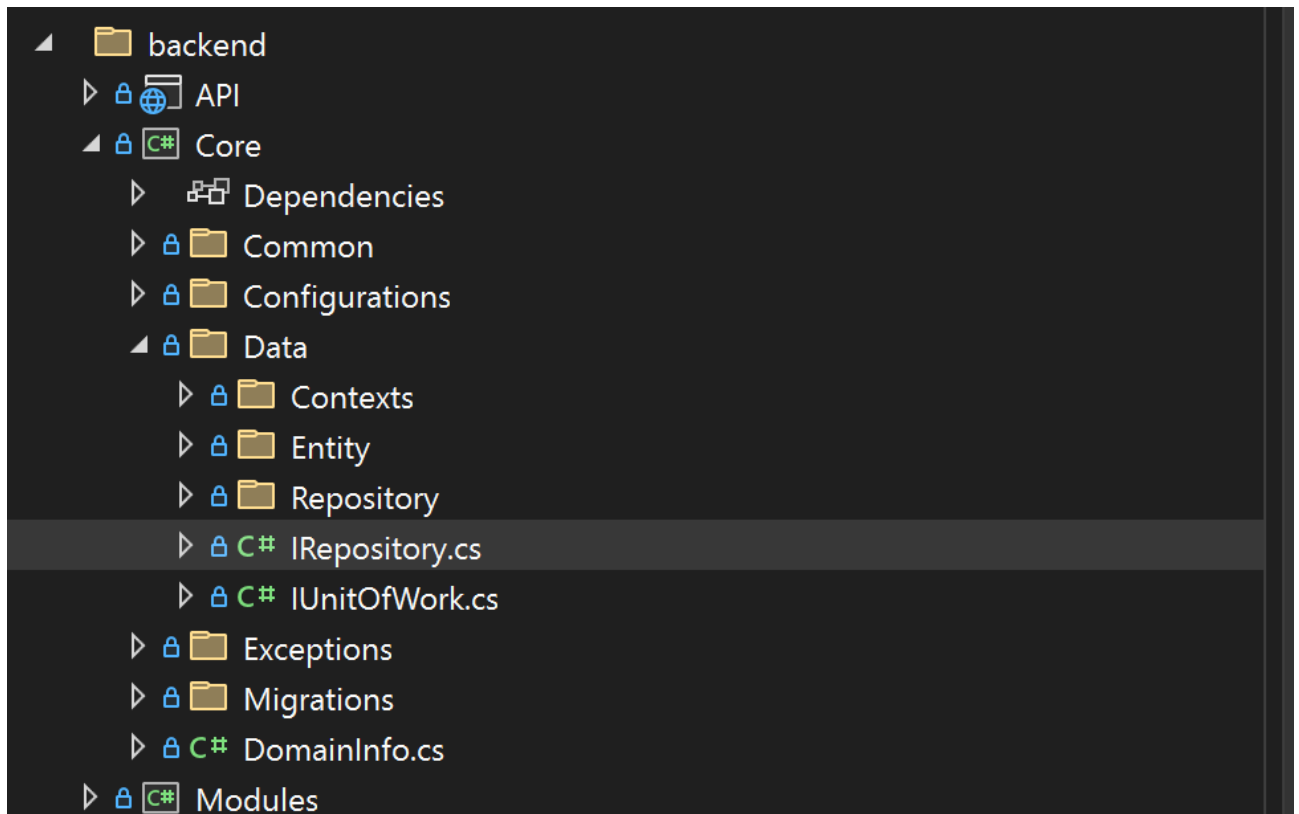 backend
API
C# Core
Dependencies
Common
Configurations
Data
Contexts
Entity
Repository
C# IRepository.cs
C# IUnitOfWork.cs
Exceptions
Migrations
C# DomainInfo.cs
C# Modules